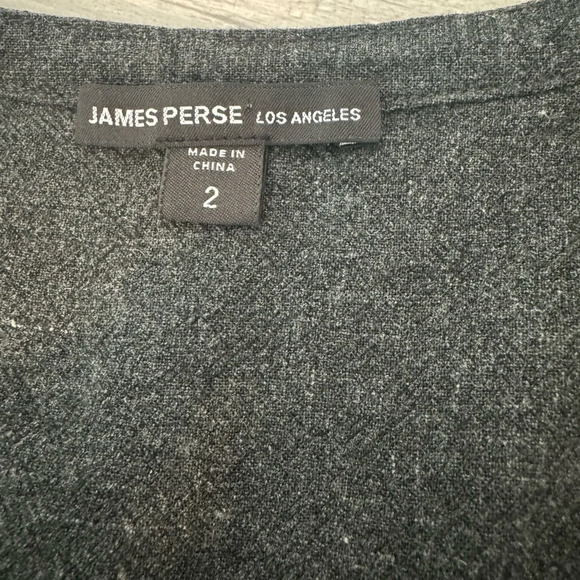 JAMES PERSE LOS ANGELES
MADE IN
CHINA
2